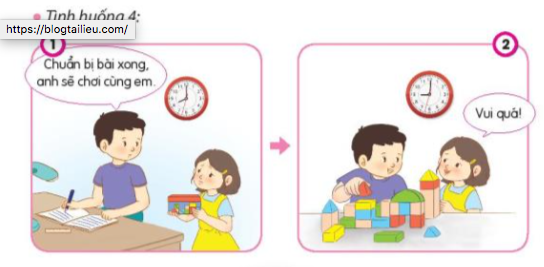 Tình huống 4:
https://blogtailieu.com/
1
Chuẩn bị bài xong,
anh sẽ chơi cùng em.
2
Vui quá!